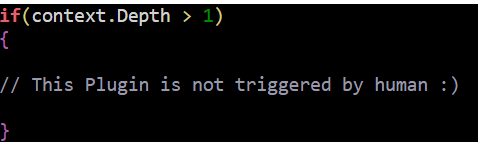 if(context.Depth > 1)
{
// This Plugin is not triggered by human :)
}